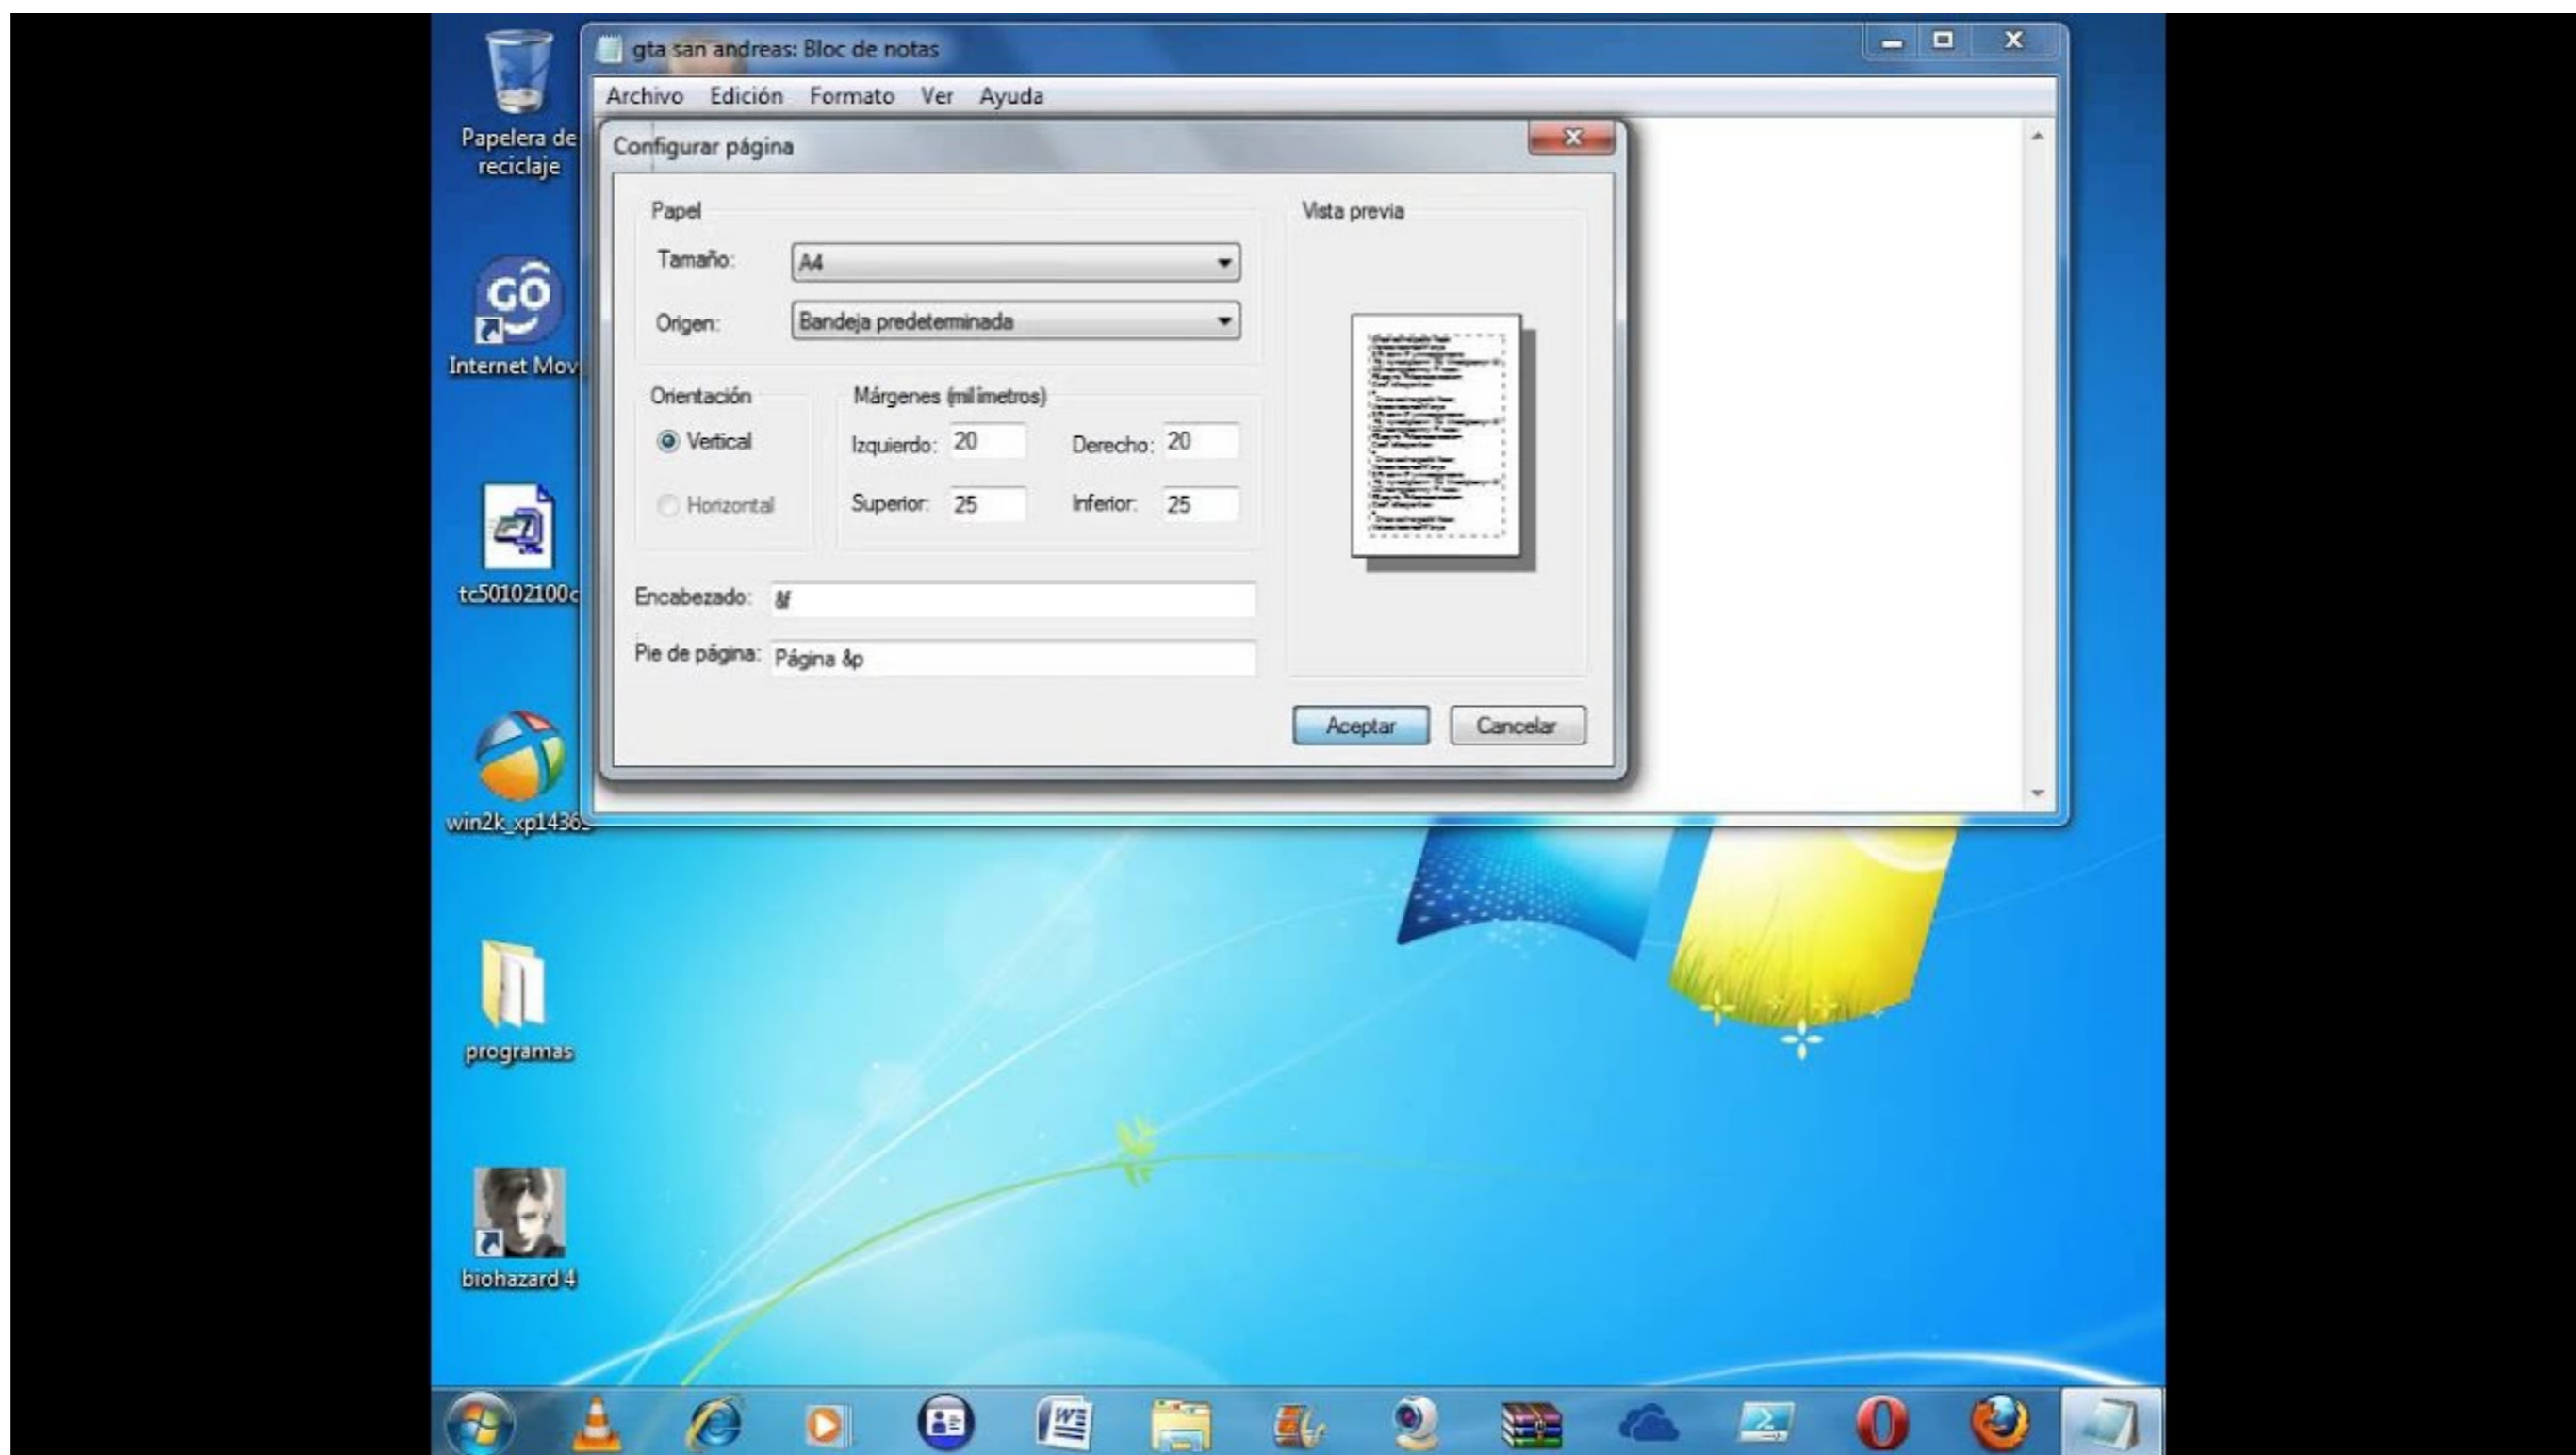 gta san andreas: Bloc de notas
Archivo Edición Formato Ver Ayuda
Papelera de
reciclaje
Configurar página
Papel
Tamaño: A4
Origen: Bandeja predeterminada
Vista previa
Orientación
Vertical
Horizontal
Márgenes (milímetros)
Izquierdo: 20 Derecho: 20
Superior: 25 Inferior: 25
Encabezado: &f
Pie de página: Página &p
Aceptar Cancelar
GO
Internet Mov
tc50102100c
win2k_xp1436
programas
biohazard 4